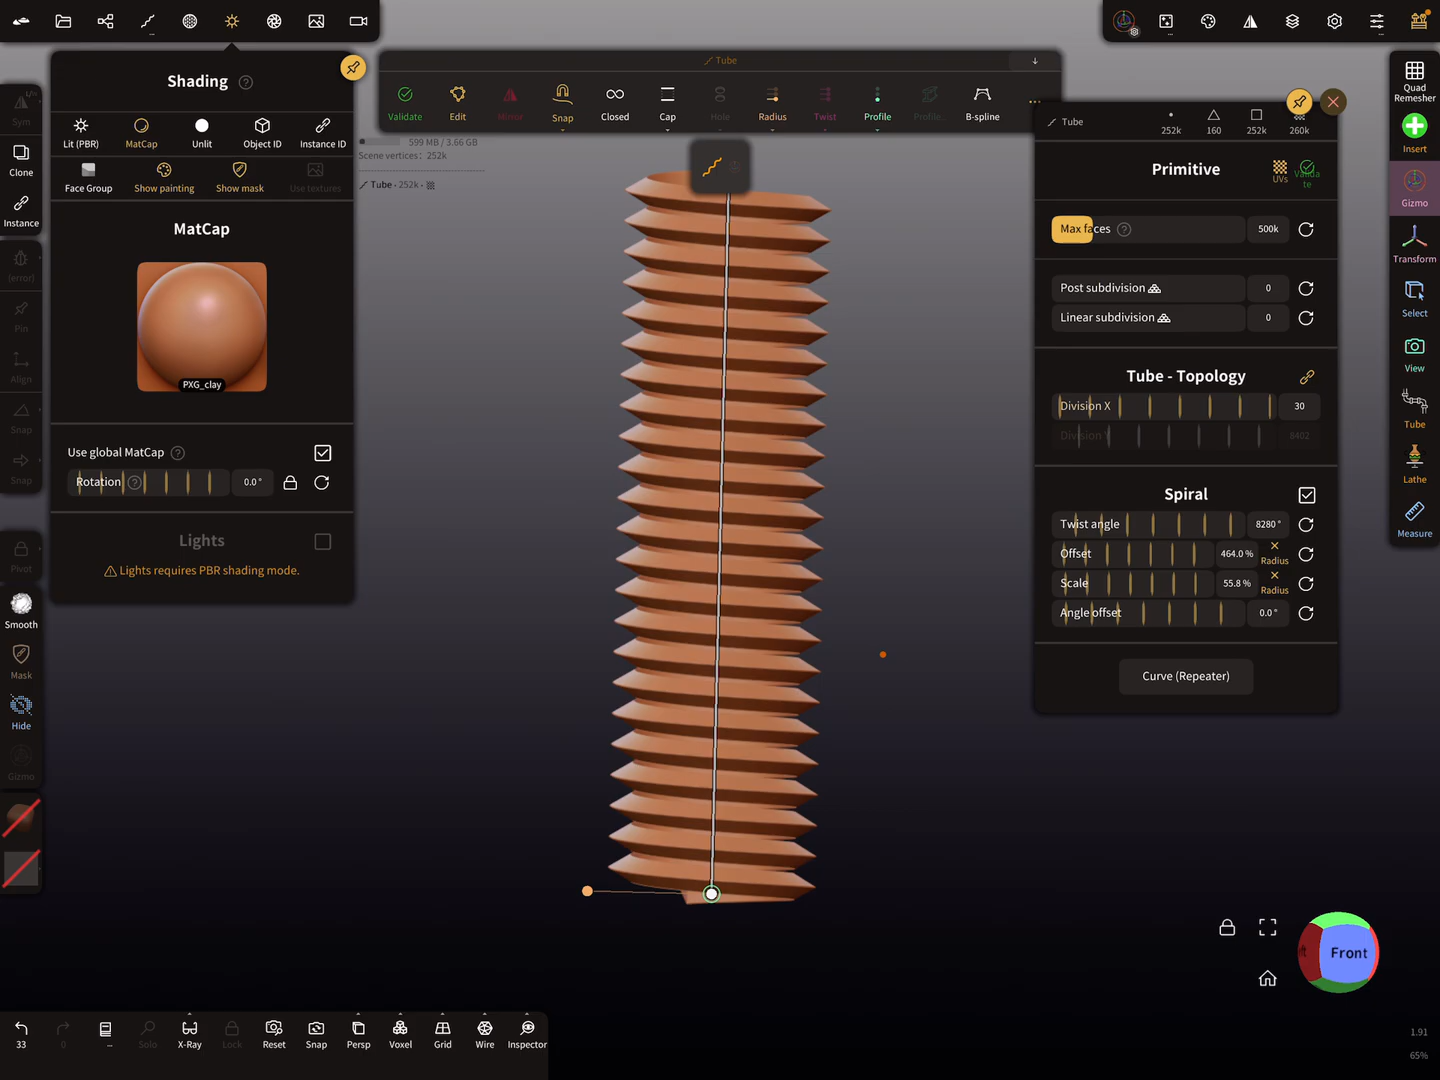 Shading
Lit (PBR)
MatCap
Unlit
Object ID
Instance ID
Face Group
Show painting
Show mask
Use textures
MatCap
PXG_clay
Use global MatCap
Rotation
0.0 °
Lights
Lights requires PBR shading mode.
Sym
Clone
Instance
(error)
Pin
Align
Snap
Snap
Pivot
Smooth
Mask
Hide
Gizmo
Tube
Validate
Edit
Mirror
Snap
Closed
Cap
Hole
Radius
Twist
Profile
Profile
B-spline
...
599 MB / 3.66 GB
Scene vertices: 252k
Tube • 252k •
Tube
252k
160
252k
260k
Primitive
UVs
Valida
te
Max faces
500k
Post subdivision
0
Linear subdivision
0
Tube - Topology
Division X
30
Division Y
8402
Spiral
Twist angle
8280 °
Offset
464.0 %
Radius
Scale
55.8 %
Radius
Angle offset
0.0 °
Curve (Repeater)
Quad
Remesher
Insert
Gizmo
Transform
Select
View
Tube
Lathe
Measure
Front
1.91
65%
33
0
...
Solo
X-Ray
Lock
Reset
Snap
Persp
Voxel
Grid
Wire
Inspector